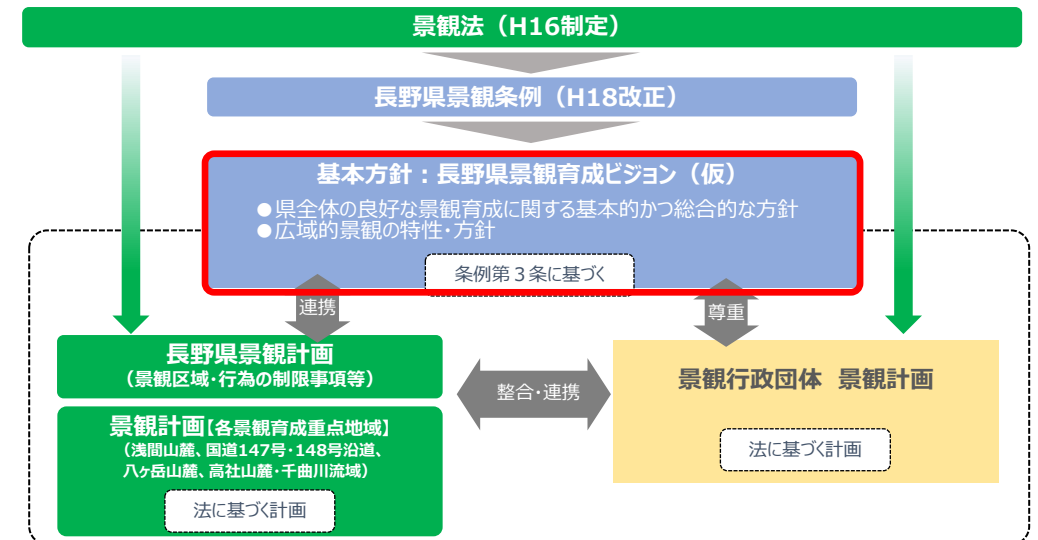 景観法（H16制定）
長野県景観条例（H18改正）
基本方針：長野県景観育成ビジョン（仮）
●県全体の良好な景観育成に関する基本的かつ総合的な方針
●広域的景観の特性・方針
条例第３条に基づく
連携
尊重
長野県景観計画
（景観区域・行為の制限事項等）
整合・連携
景観行政団体　景観計画
法に基づく計画
景観計画【各景観育成重点地域】
（浅間山麓、国道147号・148号沿道、
八ヶ岳山麓、高社山麓・千曲川流域）
法に基づく計画